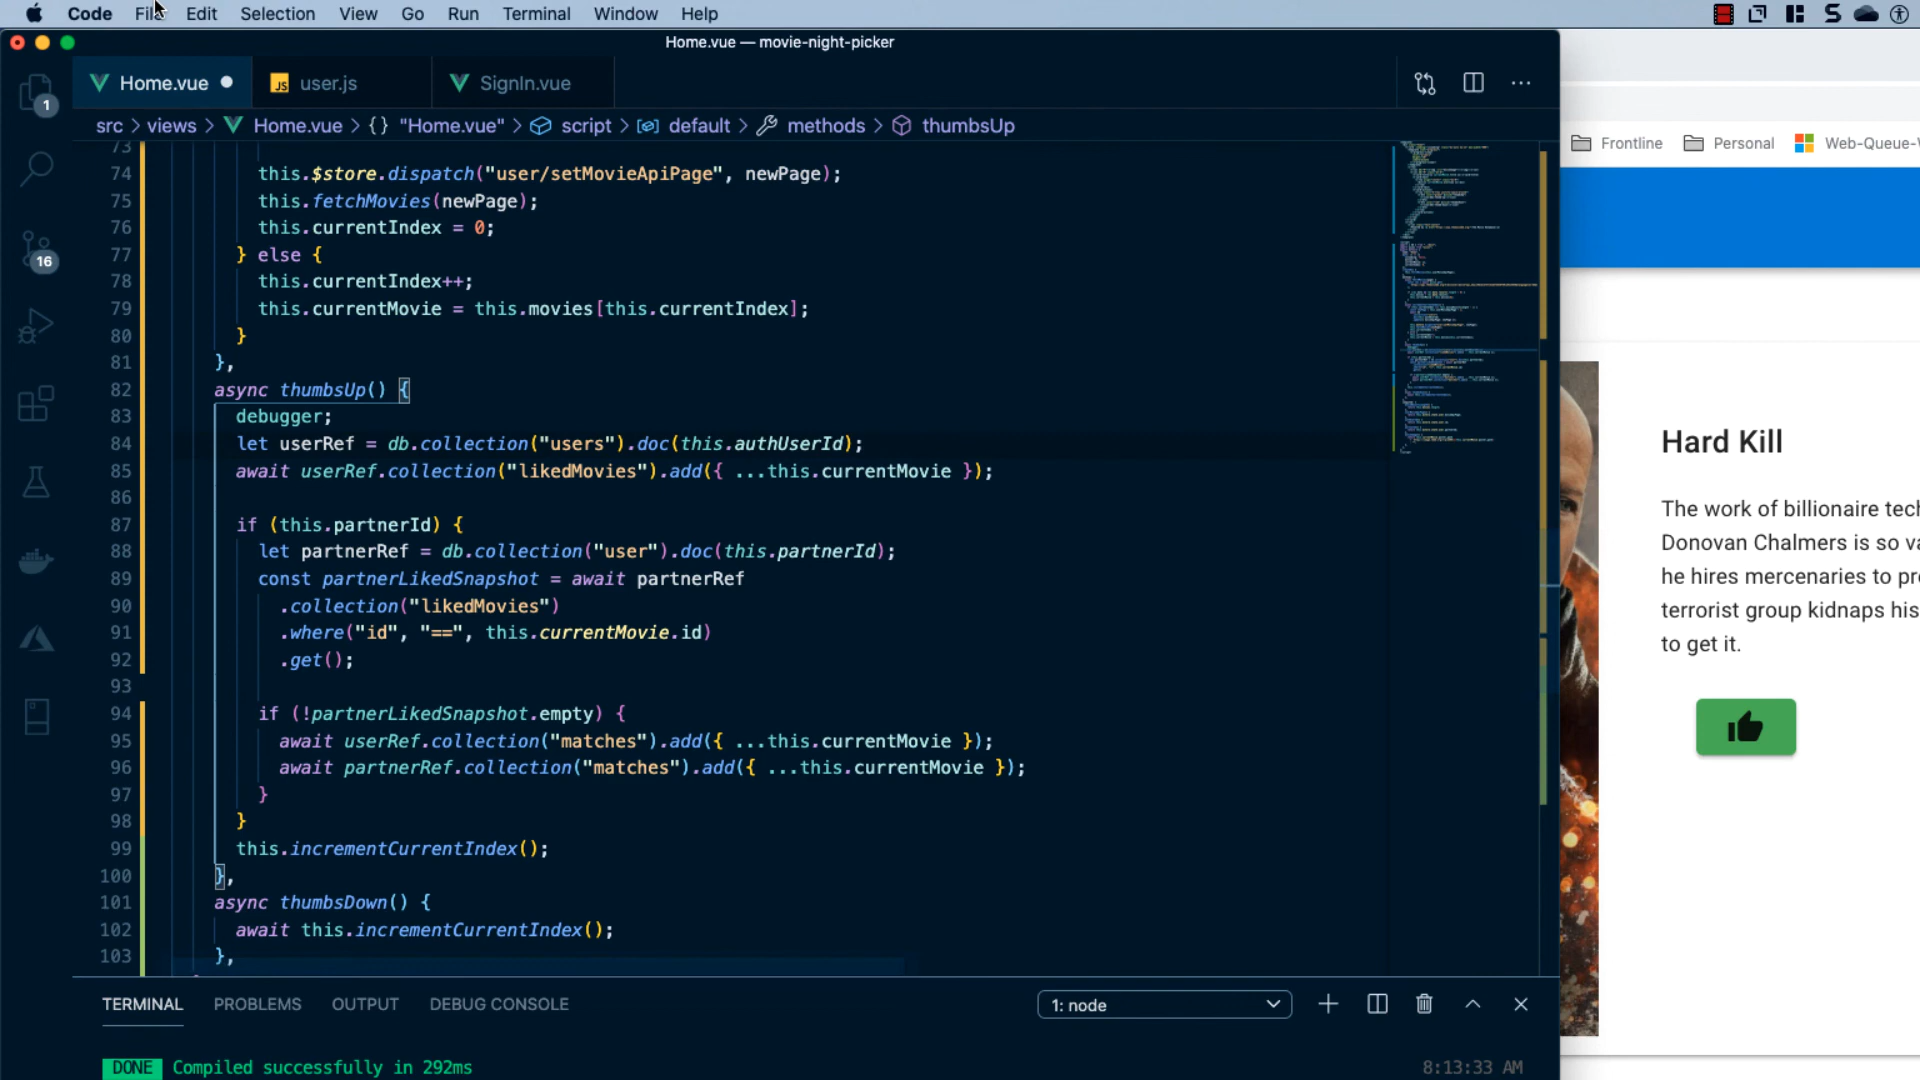 Code File Edit Selection View Go Run Terminal Window Help
Home.vue — movie-night-picker
Home.vue JS user.js SignIn.vue
src > views > Home.vue > {} "Home.vue" > script > default > methods > thumbsUp
1
16
73
74 this.$store.dispatch("user/setMovieApiPage", newPage);
75 this.fetchMovies(newPage);
76 this.currentIndex = 0;
77 } else {
78 this.currentIndex++;
79 this.currentMovie = this.movies[this.currentIndex];
80 }
81 },
82 async thumbsUp() {
83 debugger;
84 let userRef = db.collection("users").doc(this.authUserId);
85 await userRef.collection("likedMovies").add({ ...this.currentMovie });
86
87 if (this.partnerId) {
88 let partnerRef = db.collection("user").doc(this.partnerId);
89 const partnerLikedSnapshot = await partnerRef
90 .collection("likedMovies")
91 .where("id", "==", this.currentMovie.id)
92 .get();
93
94 if (!partnerLikedSnapshot.empty) {
95 await userRef.collection("matches").add({ ...this.currentMovie });
96 await partnerRef.collection("matches").add({ ...this.currentMovie });
97 }
98 }
99 this.incrementCurrentIndex();
100 },
101 async thumbsDown() {
102 await this.incrementCurrentIndex();
103 },
TERMINAL PROBLEMS OUTPUT DEBUG CONSOLE 1: node
DONE Compiled successfully in 292ms 8:13:33 AM
Frontline Personal Web-Queue-
Hard Kill
The work of billionaire tech
Donovan Chalmers is so va
he hires mercenaries to pr
terrorist group kidnaps his
to get it.